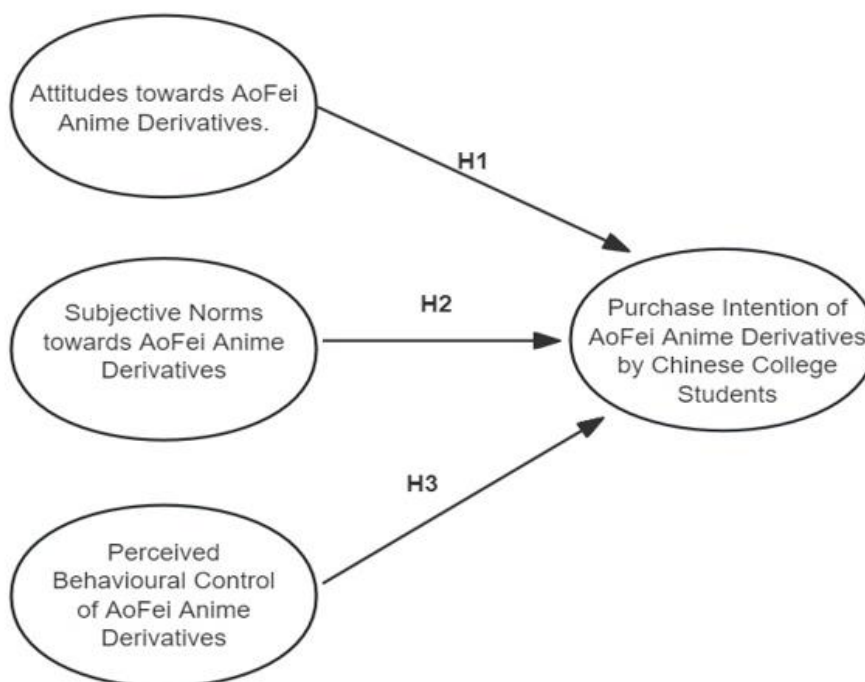 Attitudes towards AoFei
Anime Derivatives.
H1
Subjective Norms
towards AoFei Anime
Derivatives
H2
Purchase Intention of
AoFei Anime Derivatives
by Chinese College
Students
H3
Perceived
Behavioural Control
of AoFei Anime
Derivatives